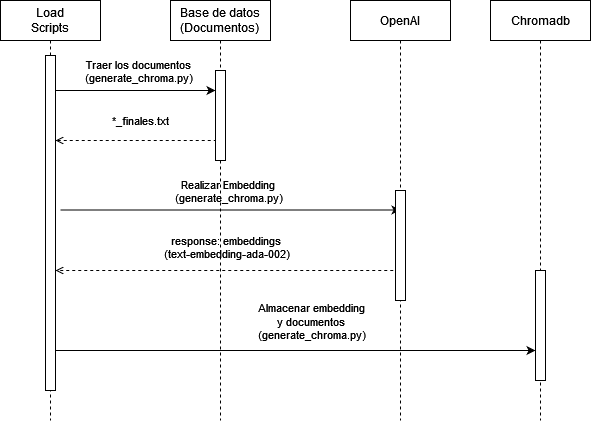 Load
Scripts
Base de datos
(Documentos)
OpenAI
Chromadb
Traer los documentos
(generate_chroma.py)
*_finales.txt
Realizar Embedding
(generate_chroma.py)
response: embeddings
(text-embedding-ada-002)
Almacenar embedding
y documentos
(generate_chroma.py)